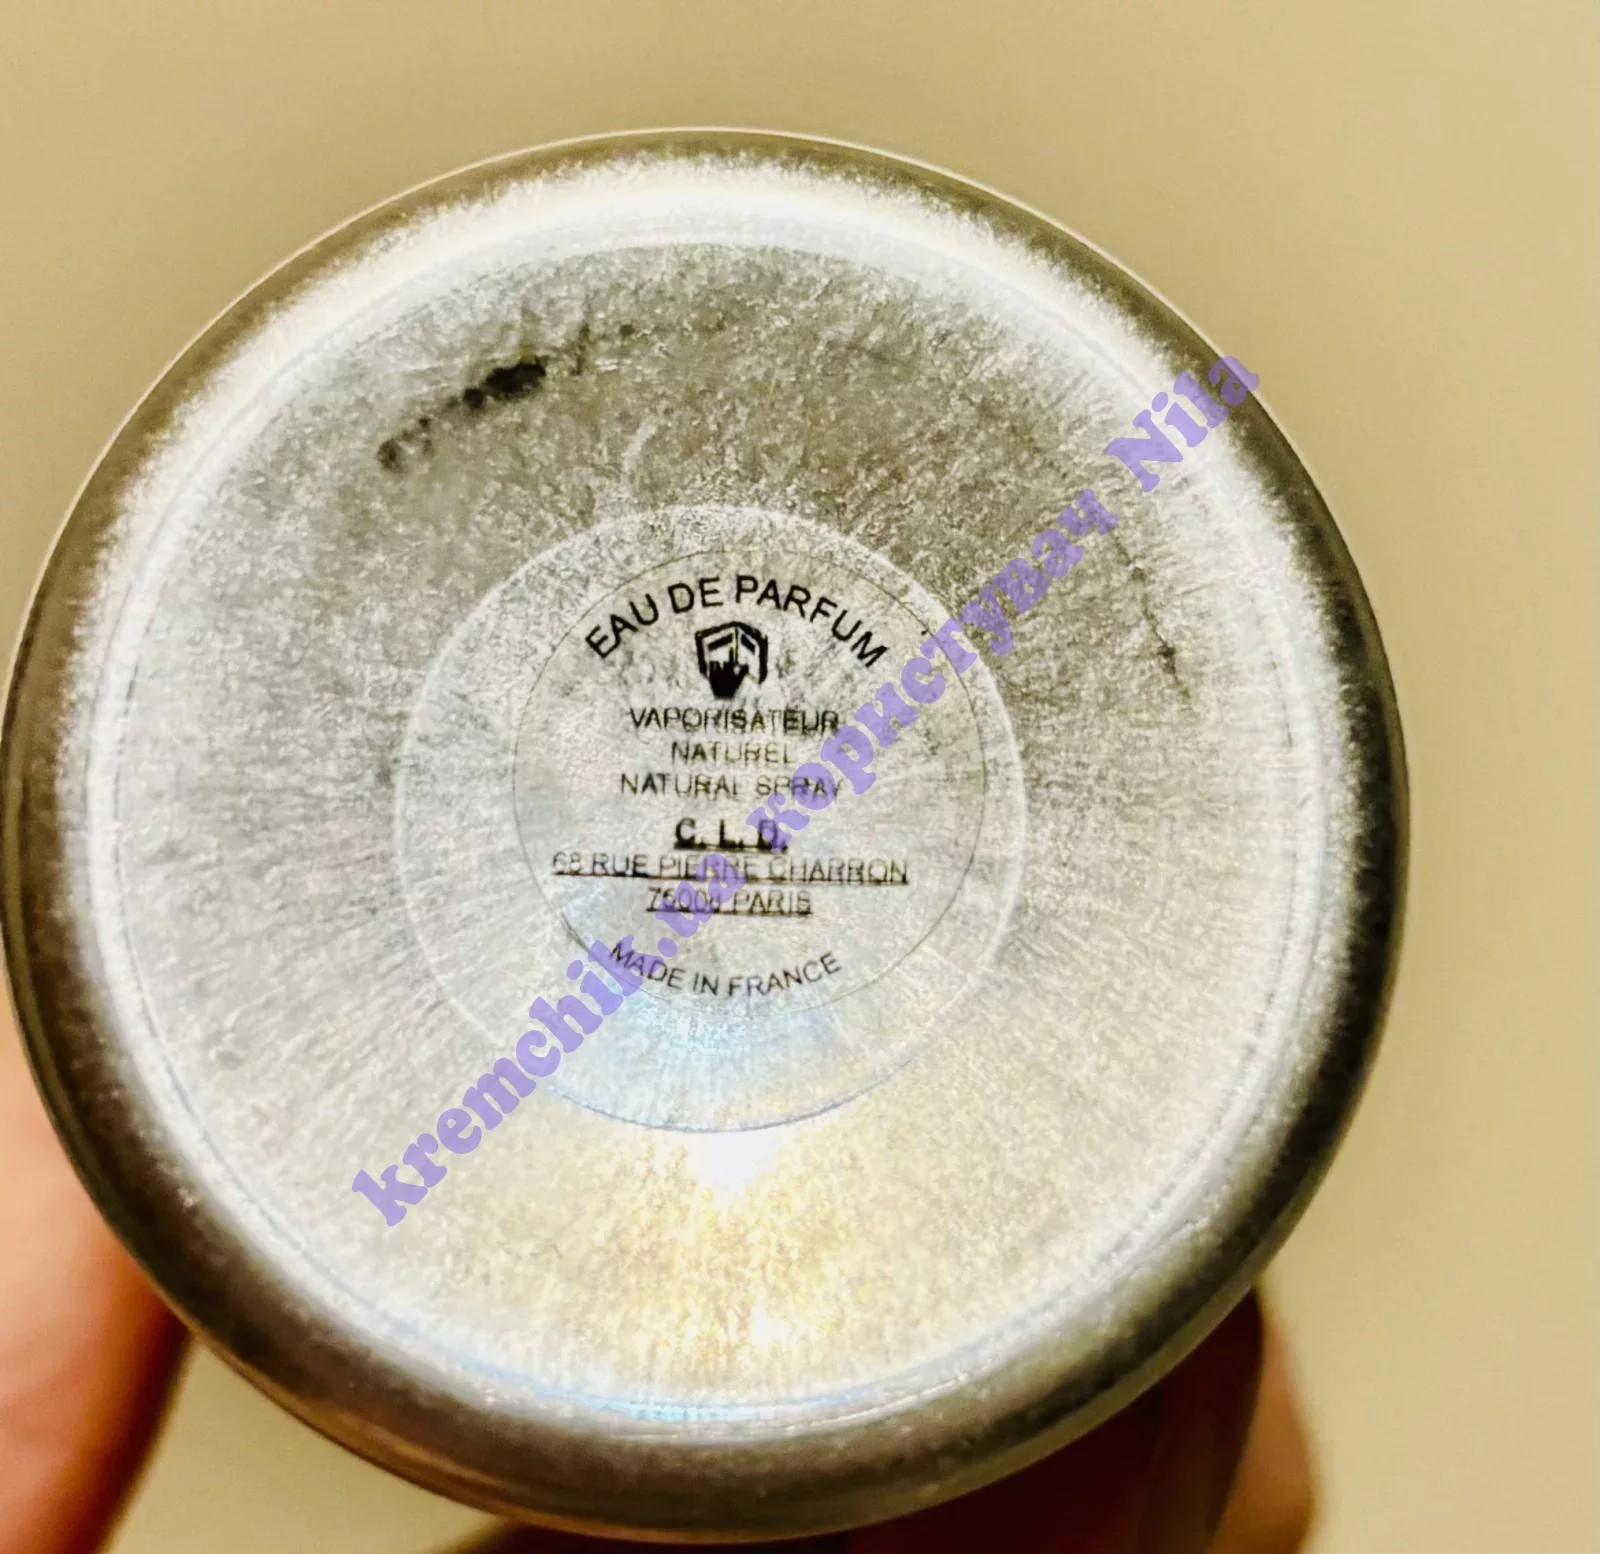 EAU DE PARFUM
VAPORISATEUR
NATUREL
NATURAL SPRAY
C. L. D.
68 RUE PIERRE CHARRON
75008 PARIS
MADE IN FRANCE
kremchik.ua користувач Nila